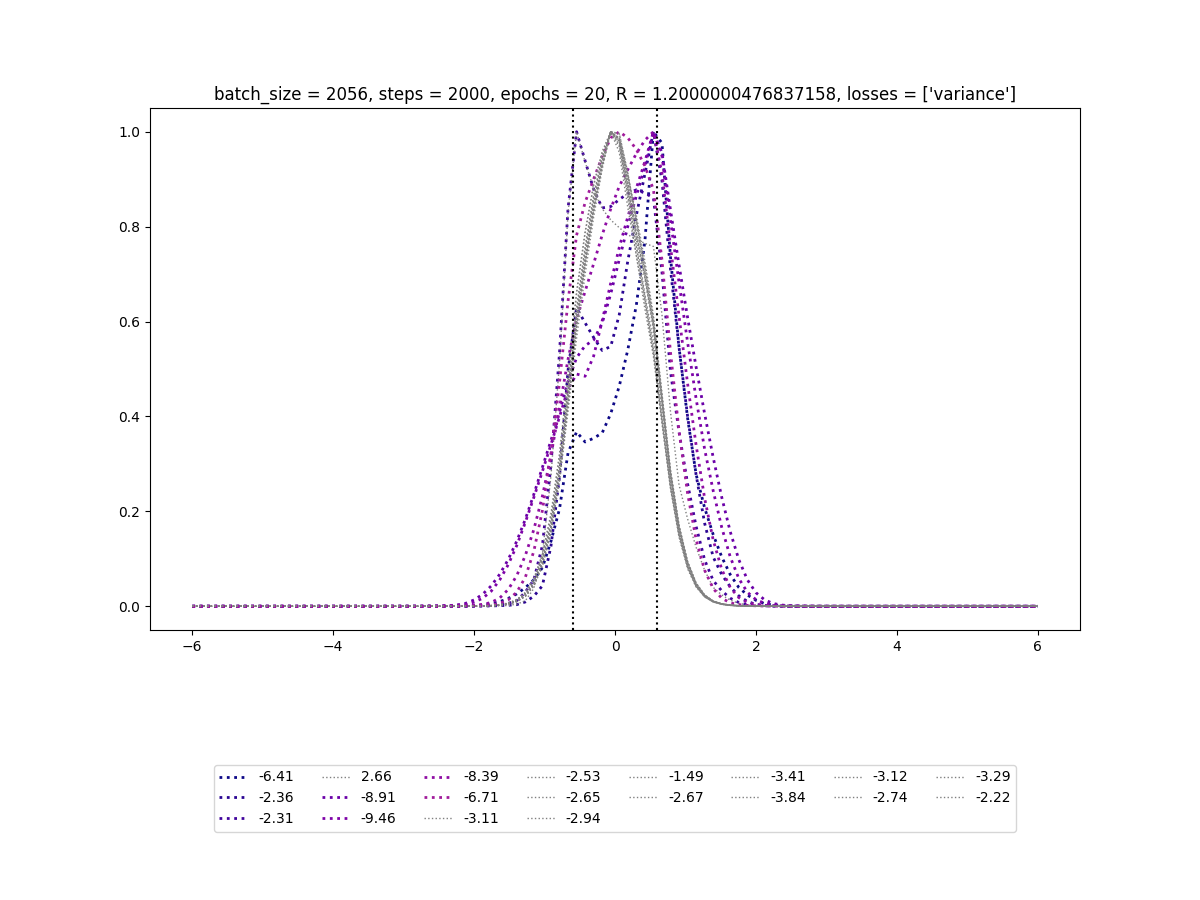 batch_size = 2056, steps = 2000, epochs = 20, R = 1.2000000476837158, losses = ['variance']
1.0
0.8
0.6
0.4
0.2
0.0
−6 −4 −2 0 2 4 6
-6.41 2.66 -8.39 -2.53 -1.49 -3.41 -3.12 -3.29
-2.36 -8.91 -6.71 -2.65 -2.67 -3.84 -2.74 -2.22
-2.31 -9.46 -3.11 -2.94